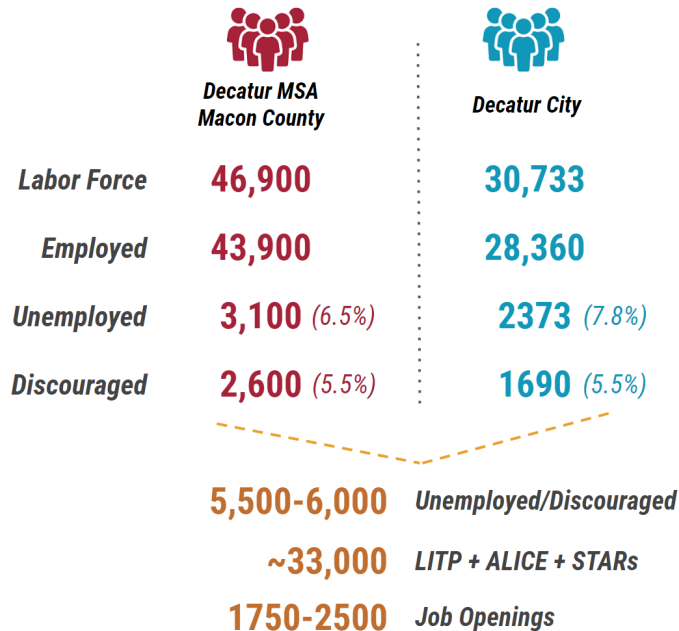 Decatur MSA
Macon County
Decatur City
Labor Force 46,900 30,733
Employed 43,900 28,360
Unemployed 3,100 (6.5%) 2373 (7.8%)
Discouraged 2,600 (5.5%) 1690 (5.5%)
5,500-6,000 Unemployed/Discouraged
~33,000 LITP + ALICE + STARs
1750-2500 Job Openings